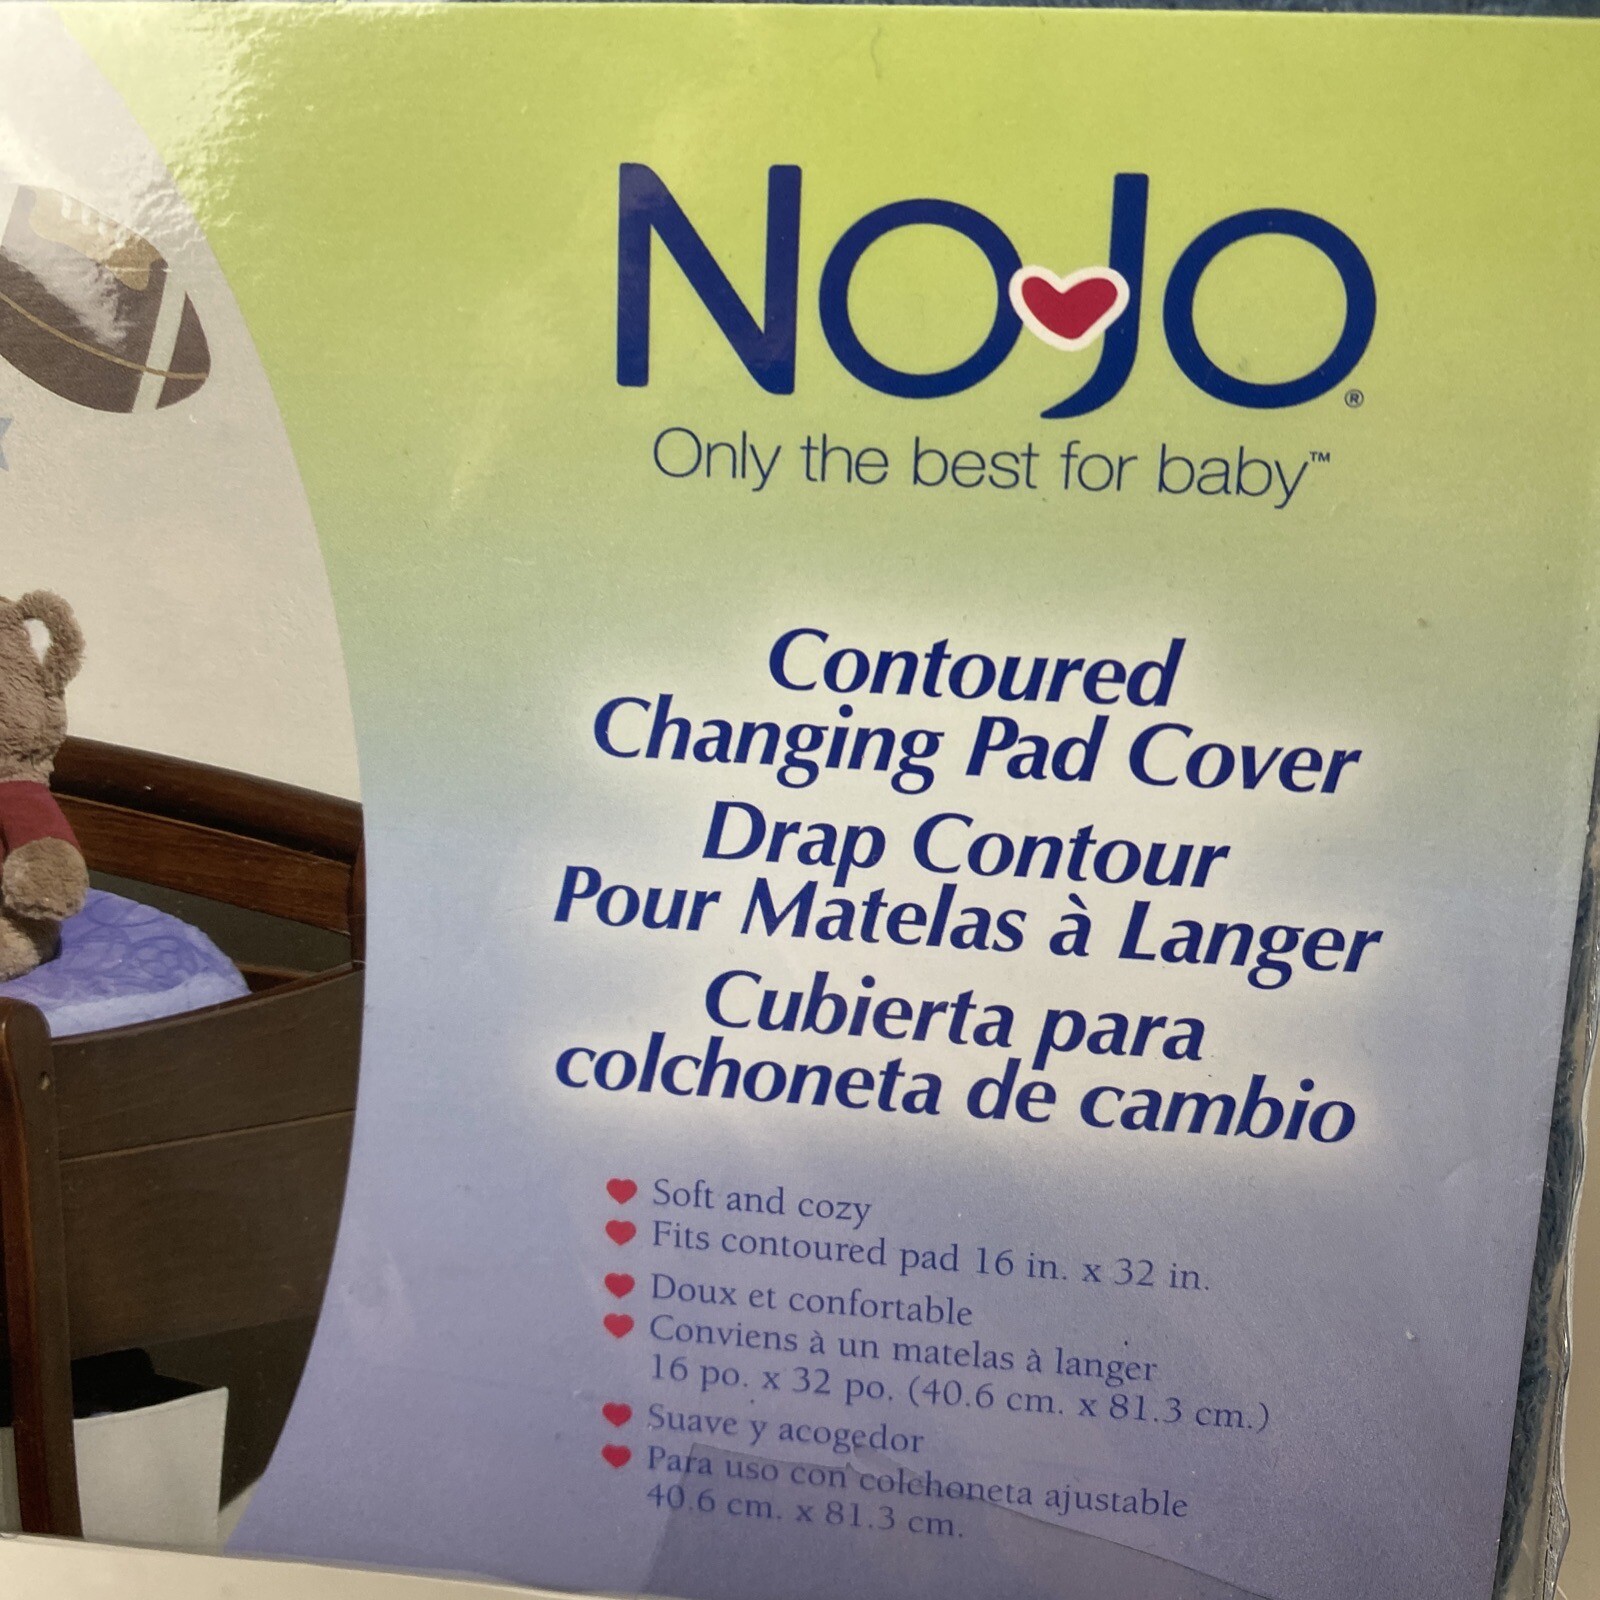 NoJo®
Only the best for baby™
Contoured
Changing Pad Cover
Drap Contour
Pour Matelas à Langer
Cubierta para
colchoneta de cambio
Soft and cozy
Fits contoured pad 16 in. x 32 in.
Doux et confortable
Conviens à un matelas à langer
16 po. x 32 po. (40.6 cm. x 81.3 cm.)
Suave y acogedor
Para uso con colchoneta ajustable
40.6 cm. x 81.3 cm.